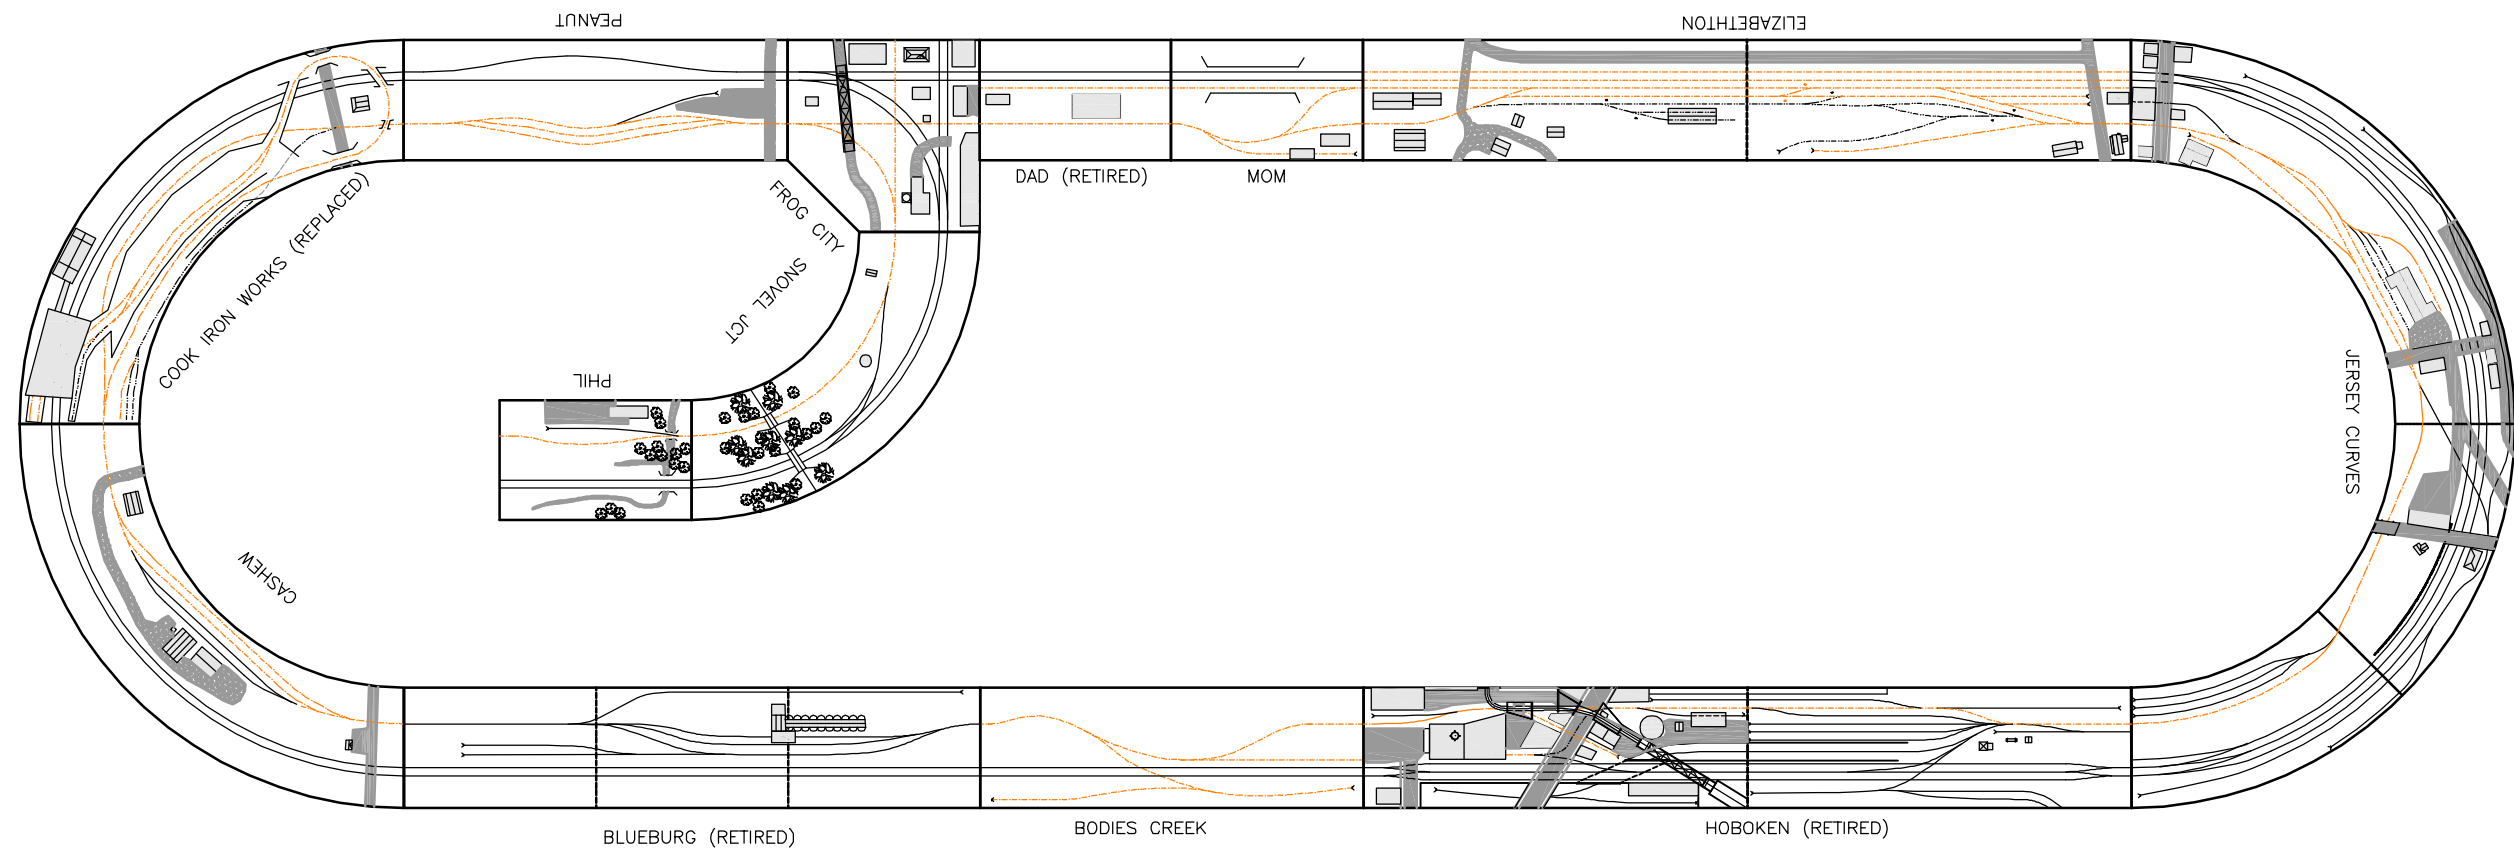 PEANUT
ELIZABETHTON
DAD (RETIRED)
MOM
FROG CITY
COOK IRON WORKS (REPLACED)
SNOVEL JCT
PHIL
JERSEY CURVES
CASHEW
BLUEBURG (RETIRED)
BODIES CREEK
HOBOKEN (RETIRED)